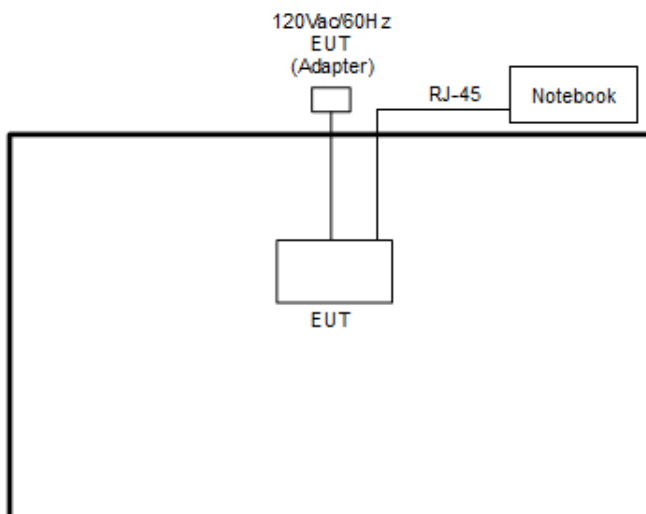 120Vac/60Hz
EUT
(Adapter)
RJ-45
Notebook
EUT